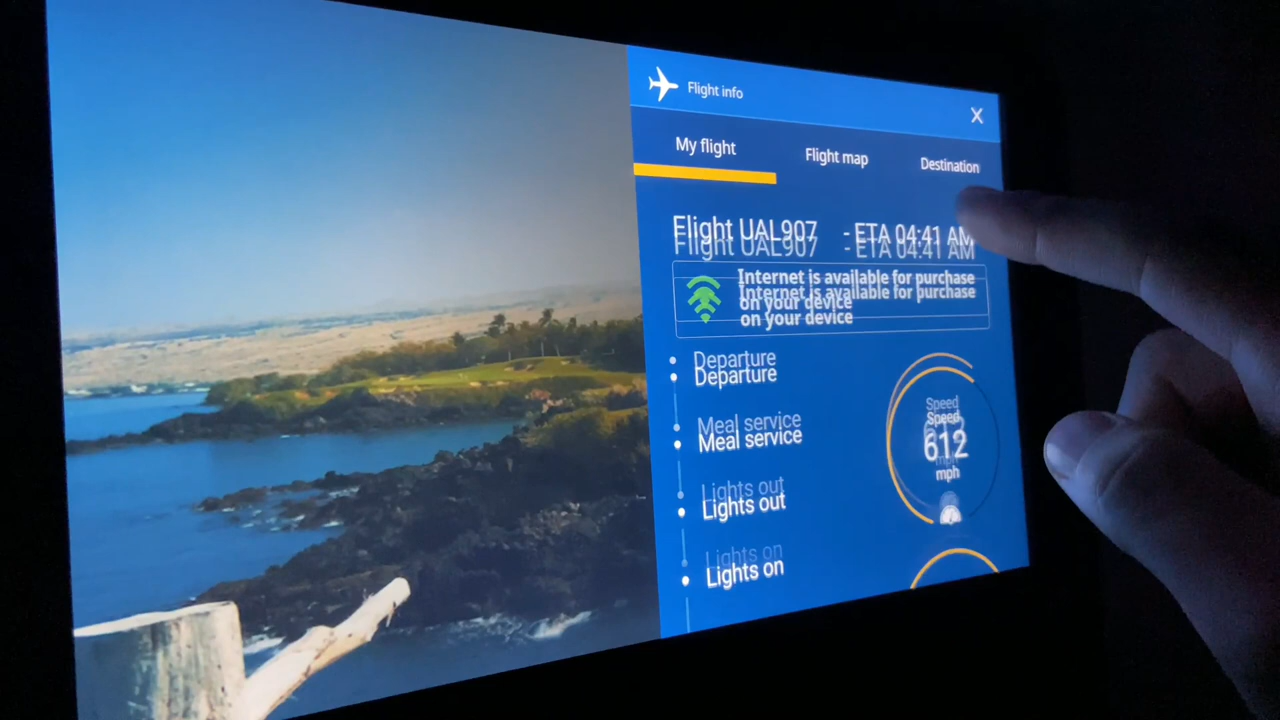 Flight info
X
My flight
Flight map
Destination
Flight UAL907 - ETA 04:41 AM
Internet is available for purchase
on your device
Departure
Meal service
Lights out
Lights on
Speed
612
mph